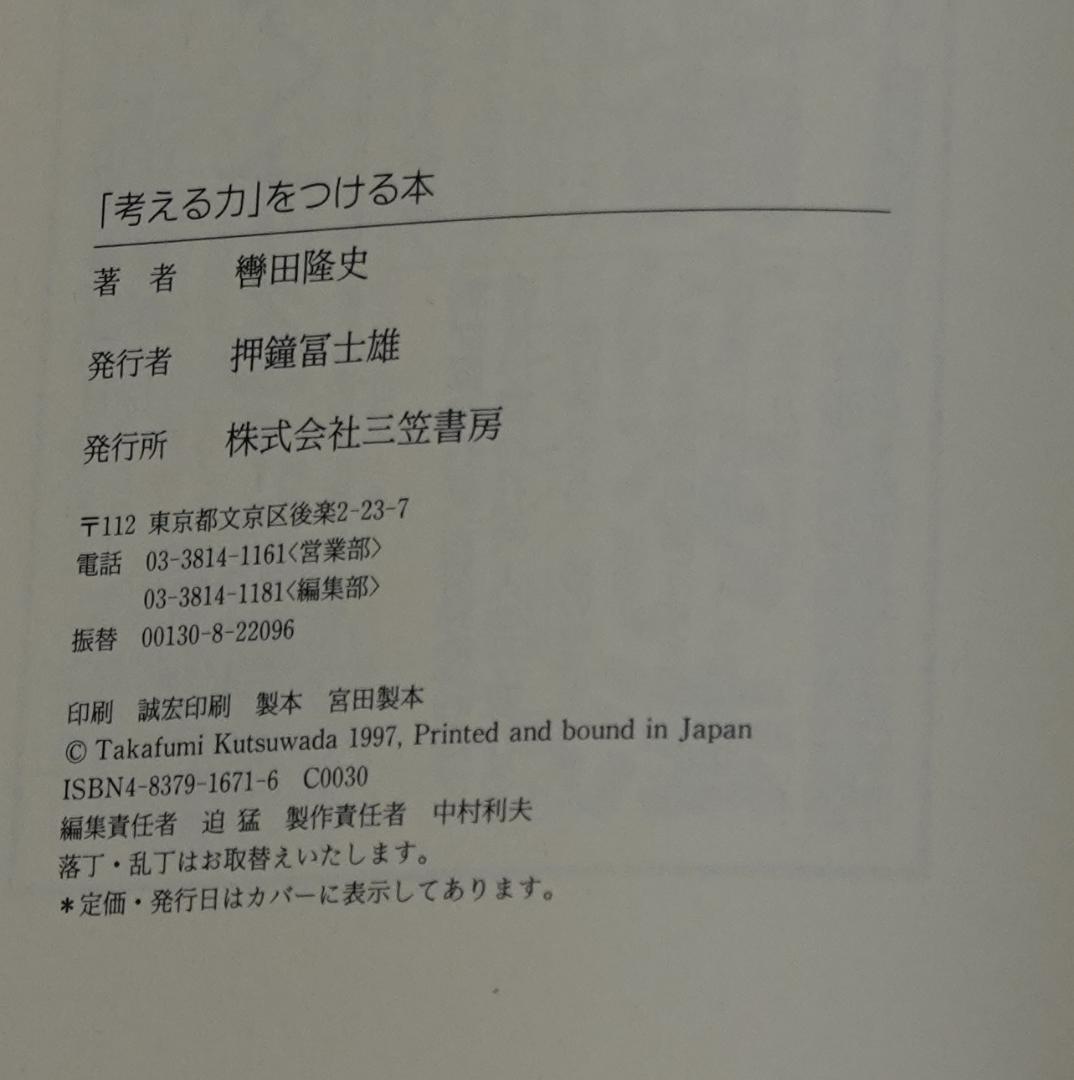 「考える力」をつける本
著　者　轡田隆史
発行者　押鐘冨士雄
発行所　株式会社三笠書房
〒112 東京都文京区後楽2-23-7
電話　03-3814-1161〈営業部〉
03-3814-1181〈編集部〉
振替　00130-8-22096
印刷　誠宏印刷　製本　宮田製本
© Takafumi Kutsuwada 1997, Printed and bound in Japan
ISBN4-8379-1671-6　C0030
編集責任者　迫 猛　製作責任者　中村利夫
落丁・乱丁はお取替えいたします。
＊定価・発行日はカバーに表示してあります。